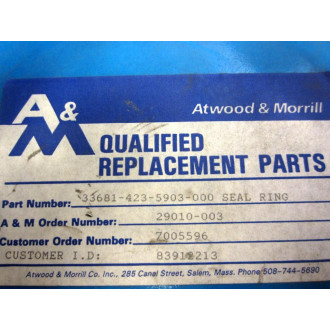 A&M
Atwood & Morrill
QUALIFIED
REPLACEMENT PARTS
Part Number: 33681-423-5903-000 SEAL RING
A & M Order Number: 29010-003
Customer Order Number: 7005596
CUSTOMER I.D: 83912213
Atwood & Morrill Co. Inc., 285 Canal Street, Salem, Mass. Phone/508-744-5690